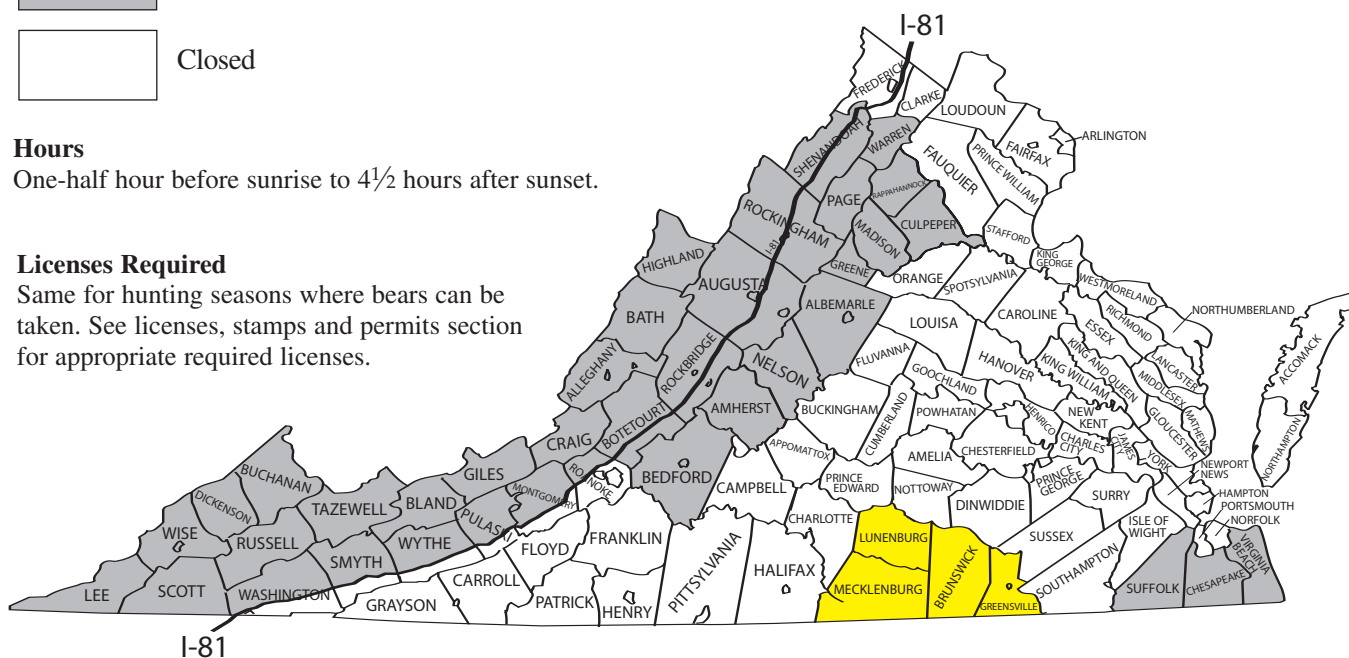 Closed
Hours
One-half hour before sunrise to 4½ hours after sunset.
Licenses Required
Same for hunting seasons where bears can be
taken. See licenses, stamps and permits section
for appropriate required licenses.
I-81
FREDERICK
CLARKE
LOUDOUN
ARLINGTON
FAIRFAX
SHENANDOAH
WARREN
FAUQUIER
PRINCE WILLIAM
PAGE
RAPPAHANNOCK
CULPEPER
STAFFORD
ROCKINGHAM
I-81
MADISON
GREENE
KING
GEORGE
HIGHLAND
AUGUSTA
ORANGE
SPOTSYLVANIA
WESTMORELAND
BATH
ALBEMARLE
LOUISA
CAROLINE
ESSEX
RICHMOND
NORTHUMBERLAND
ACCOMACK
ALLEGHANY
ROCKBRIDGE
NELSON
FLUVANNA
GOOCHLAND
HANOVER
KING WILLIAM
KING AND QUEEN
LANCASTER
MIDDLESEX
MATHEWS
GLOUCESTER
NORTHAMPTON
AMHERST
BUCKINGHAM
CUMBERLAND
POWHATAN
HENRICO
NEW
KENT
CHARLES
CITY
JAMES
CITY
YORK
CRAIG
BOTETOURT
APPOMATTOX
AMELIA
CHESTERFIELD
NEWPORT
NEWS
HAMPTON
PORTSMOUTH
NORFOLK
BUCHANAN
GILES
ROANOKE
BEDFORD
CAMPBELL
PRINCE
EDWARD
NOTTOWAY
PRINCE
GEORGE
SURRY
DICKENSON
TAZEWELL
BLAND
MONTGOMERY
PULASKI
DINWIDDIE
ISLE OF
WIGHT
WISE
RUSSELL
SMYTH
WYTHE
FLOYD
FRANKLIN
PITTSYLVANIA
CHARLOTTE
LUNENBURG
SUSSEX
SOUTHAMPTON
VIRGINIA
BEACH
LEE
SCOTT
WASHINGTON
GRAYSON
CARROLL
PATRICK
HENRY
HALIFAX
MECKLENBURG
BRUNSWICK
GREENSVILLE
SUFFOLK
CHESAPEAKE
I-81